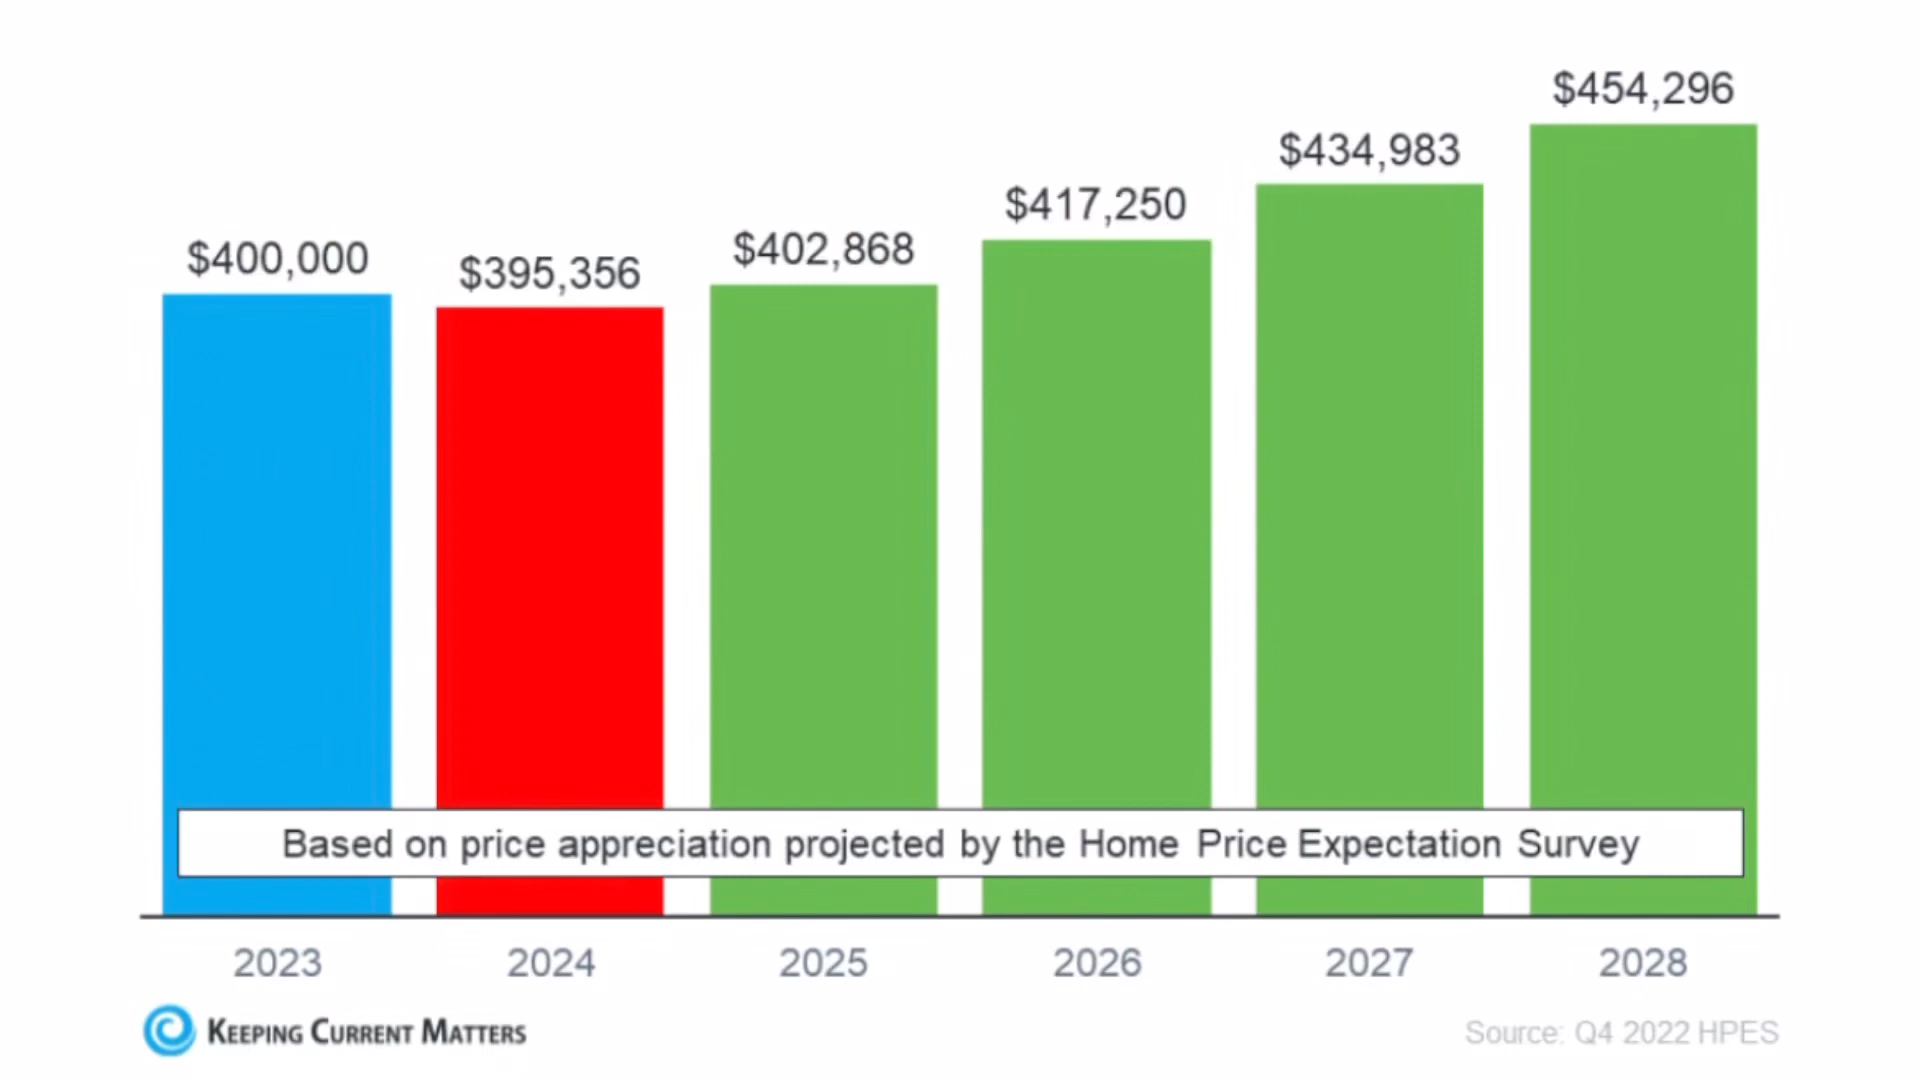 $454,296
$434,983
$417,250
$402,868
$400,000
$395,356
Based on price appreciation projected by the Home Price Expectation Survey
2023 2024 2025 2026 2027 2028
KEEPING CURRENT MATTERS
Source: Q4 2022 HPES